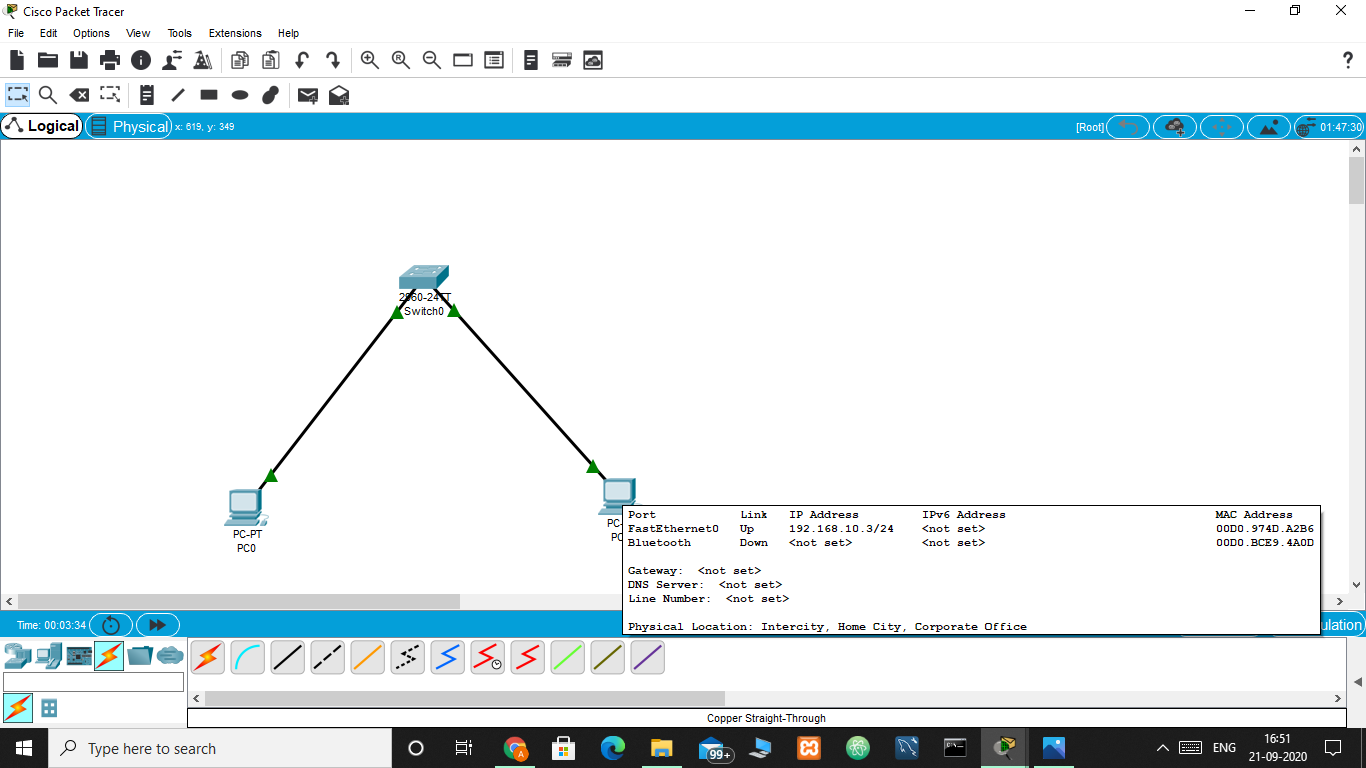 Cisco Packet Tracer
File Edit Options View Tools Extensions Help
Logical Physical x: 619, y: 349 [Root] 01:47:30
2960-24TT
Switch0
PC-PT
PC0
PC-
PC
Port Link IP Address IPv6 Address MAC Address
FastEthernet0 Up 192.168.10.3/24 <not set> 00D0.974D.A2B6
Bluetooth Down <not set> <not set> 00D0.BCE9.4A0D
Gateway: <not set>
DNS Server: <not set>
Line Number: <not set>
Physical Location: Intercity, Home City, Corporate Office
Time: 00:03:34 ulation
Copper Straight-Through
Type here to search
99+
ENG
16:51
21-09-2020